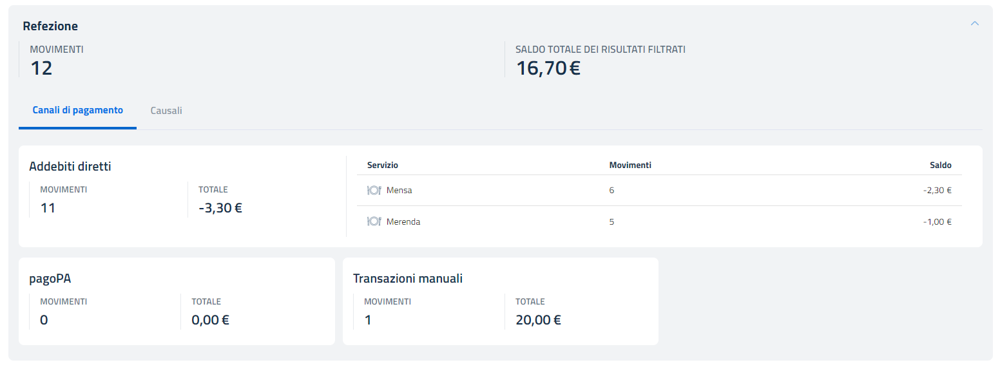 Refezione
MOVIMENTI
12
SALDO TOTALE DEI RISULTATI FILTRATI
16,70 €
Canali di pagamento
Causali
Addebiti diretti
MOVIMENTI
11
TOTALE
-3,30 €
Servizio Movimenti Saldo
Mensa 6 -2,30 €
Merenda 5 -1,00 €
pagoPA
MOVIMENTI
0
TOTALE
0,00 €
Transazioni manuali
MOVIMENTI
1
TOTALE
20,00 €